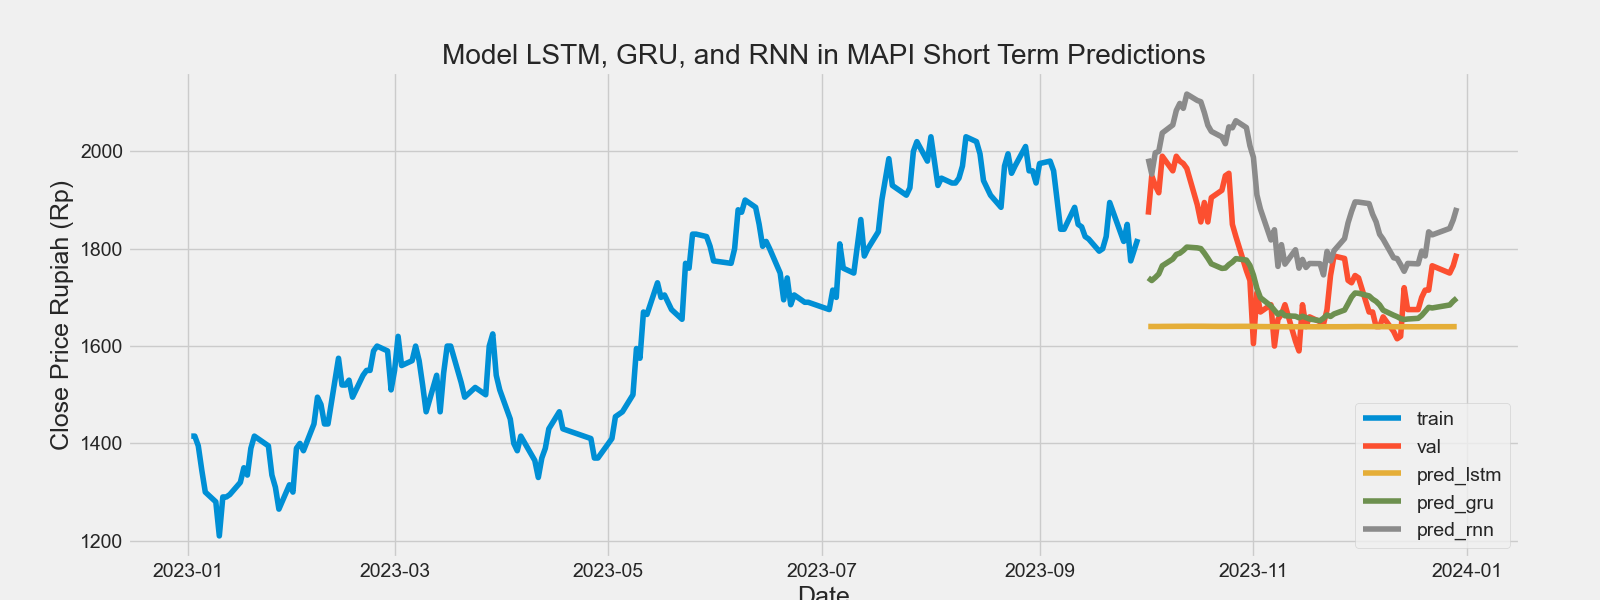 Model LSTM, GRU, and RNN in MAPI Short Term Predictions
Close Price Rupiah (Rp)
2000
1800
1600
1400
1200
train
val
pred_lstm
pred_gru
pred_rnn
2023-01 2023-03 2023-05 2023-07 2023-09 2023-11 2024-01
Date